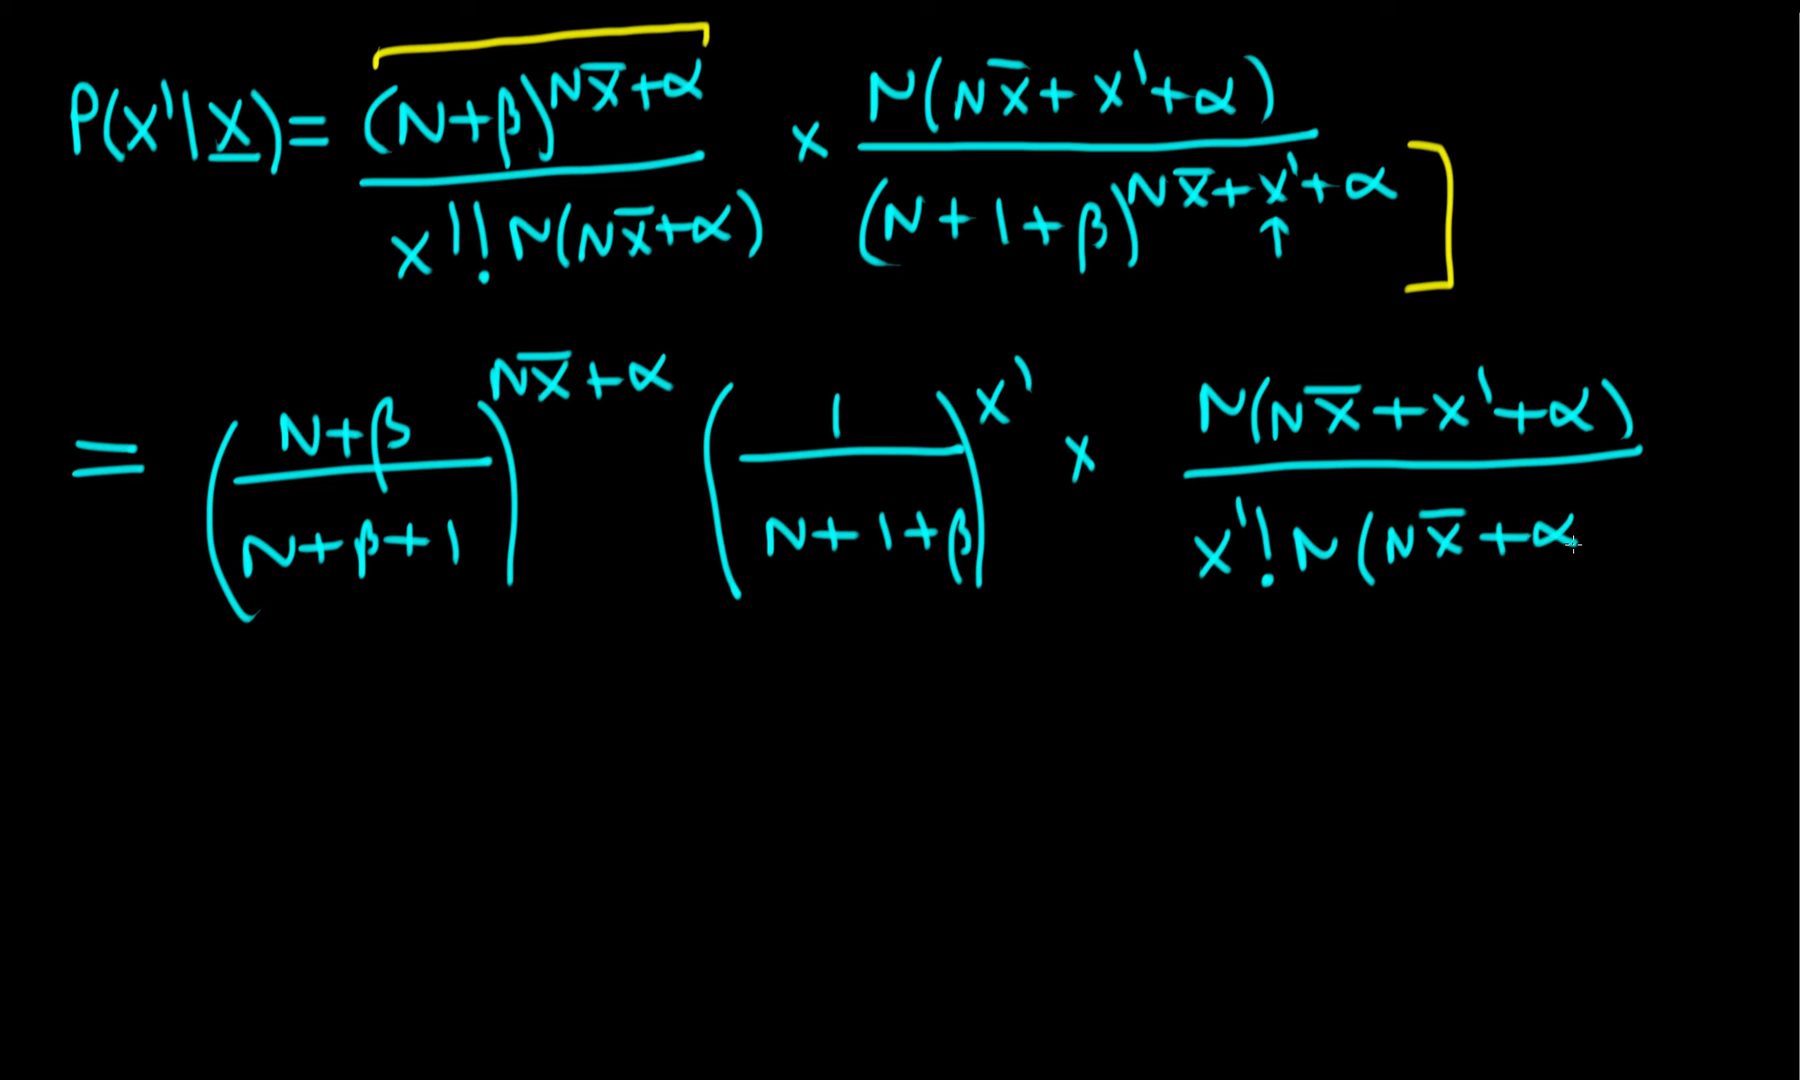 P(x'|x) = (N+β)^(Nx̅+α) / x'! N(Nx̅+α) × N(Nx̅+x'+α) / (N+1+β)^(Nx̅+x'+α) ]
↑
= ((N+β)/(N+β+1))^(Nx̅+α) (1/(N+1+β))^x' × N(Nx̅+x'+α) / x'! N(Nx̅+α